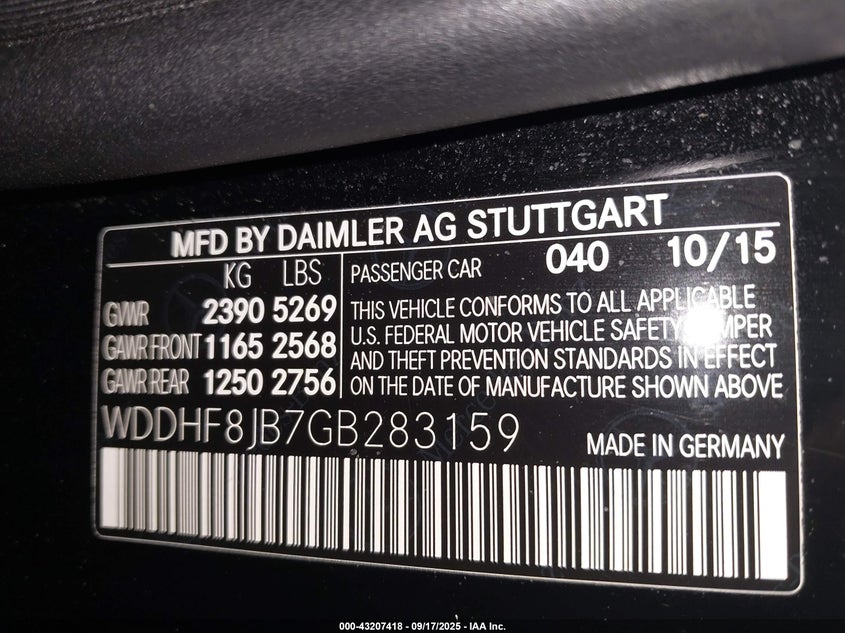 MFD BY DAIMLER AG STUTTGART
KG LBS
GVWR 2390 5269
GAWR FRONT 1165 2568
GAWR REAR 1250 2756
PASSENGER CAR 040 10/15
THIS VEHICLE CONFORMS TO ALL APPLICABLE
U.S. FEDERAL MOTOR VEHICLE SAFETY, BUMPER
AND THEFT PREVENTION STANDARDS IN EFFECT
ON THE DATE OF MANUFACTURE SHOWN ABOVE
WDDHF8JB7GB283159
MADE IN GERMANY
000-43207418 - 09/17/2025 - IAA Inc.